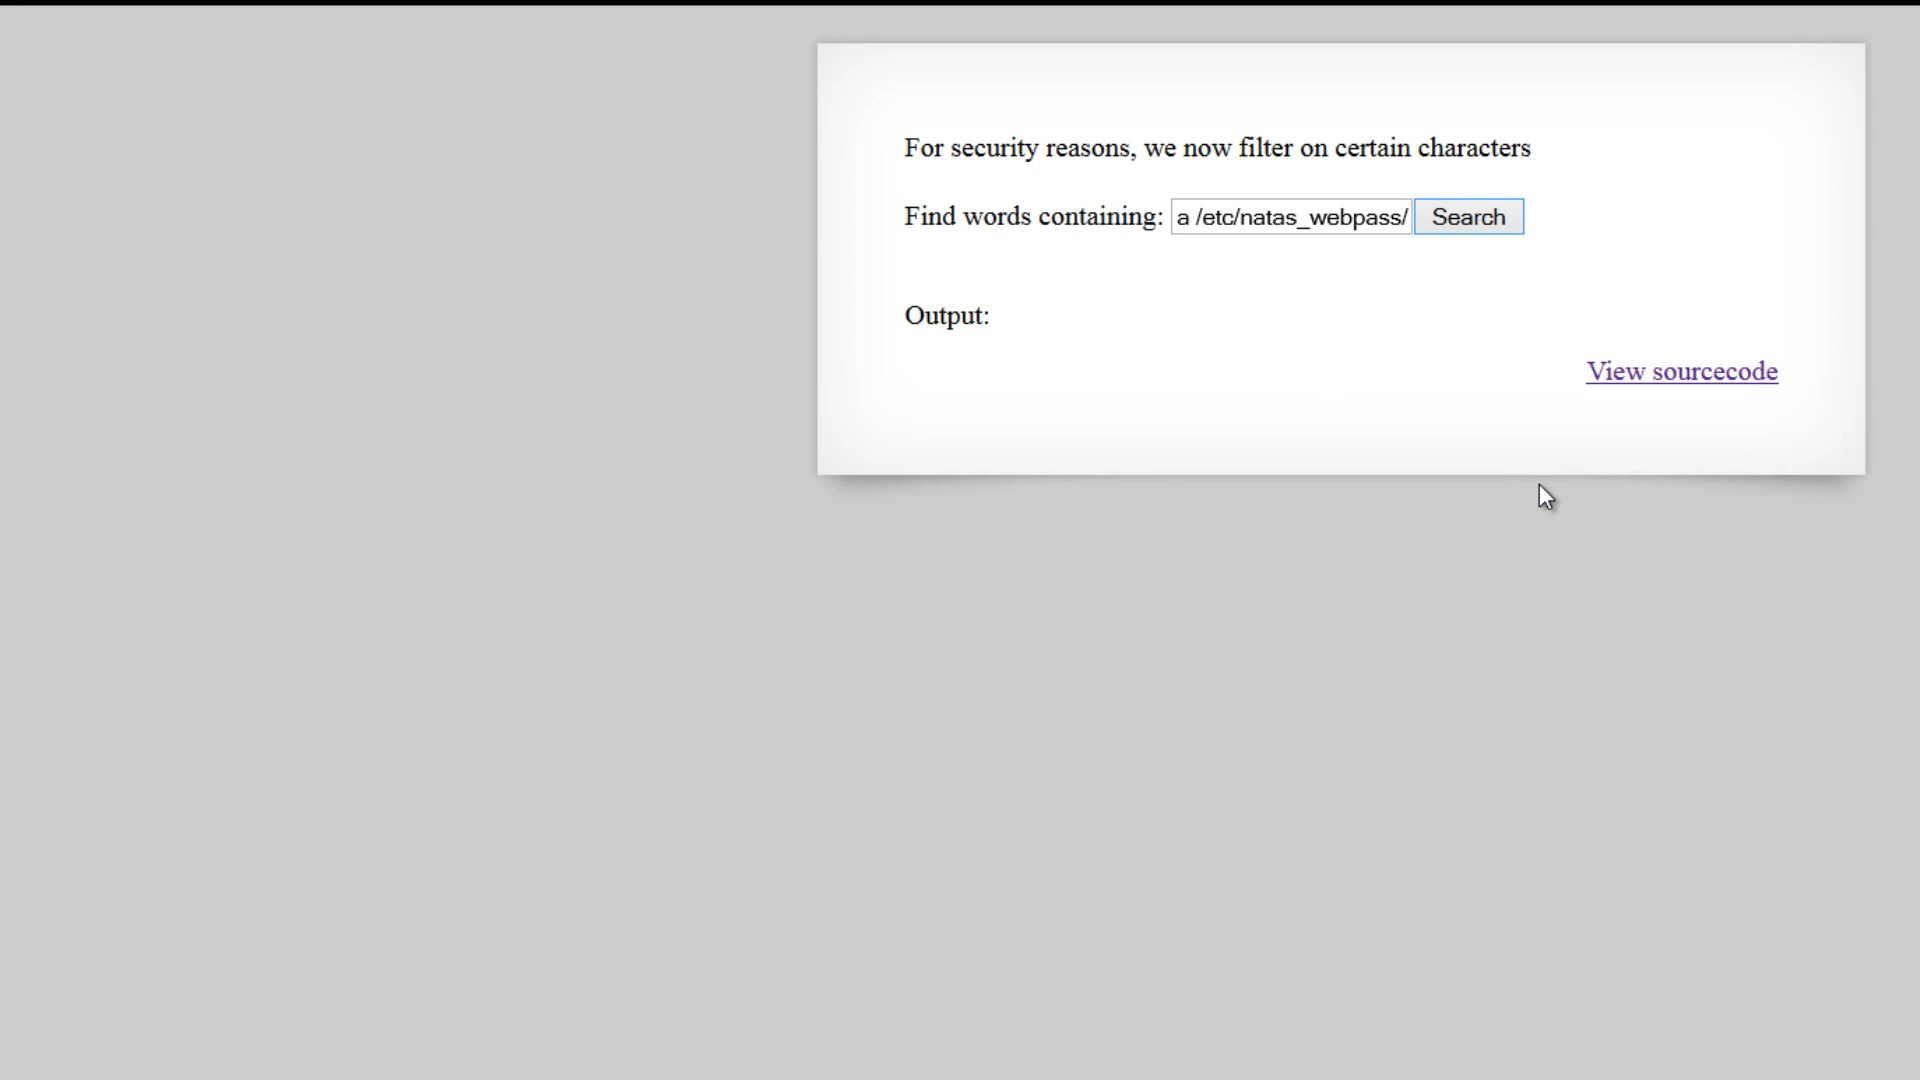 For security reasons, we now filter on certain characters
Find words containing: a /etc/natas_webpass/ Search
Output:
View sourcecode